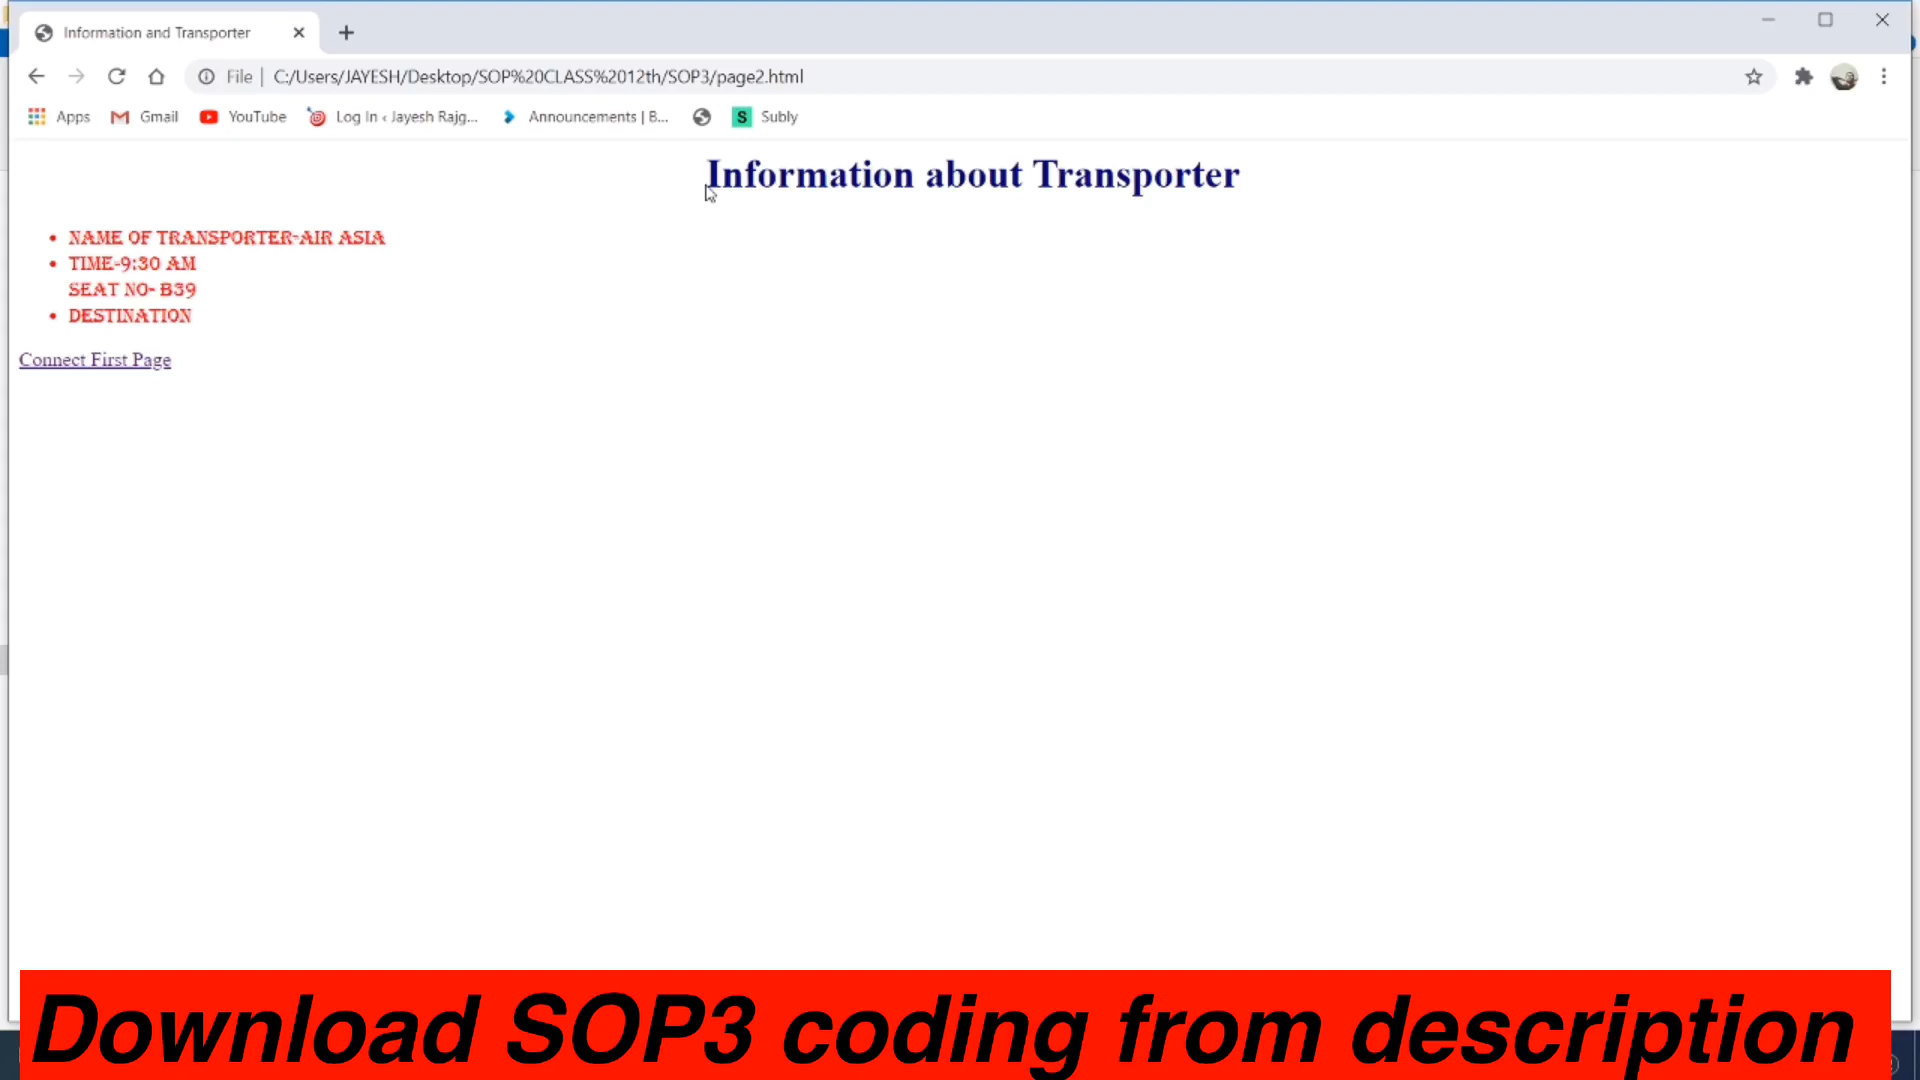 Information and Transporter
File | C:/Users/JAYESH/Desktop/SOP%20CLASS%2012th/SOP3/page2.html
Apps Gmail YouTube Log In ‹ Jayesh Rajg... Announcements | B... S Subly
Information about Transporter
• NAME OF TRANSPORTER-AIR ASIA
• TIME-9:30 AM
SEAT NO- B39
• DESTINATION
Connect First Page
Download SOP3 coding from description